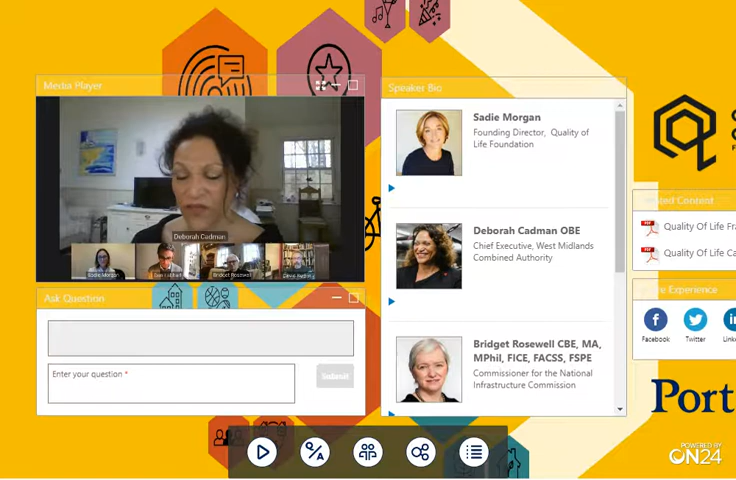 Media Player
Deborah Cadman
Sadie Morgan
Bridget Rosewell
Ask Question
Enter your question *
Submit
Speaker Bio
Sadie Morgan
Founding Director, Quality of
Life Foundation
Deborah Cadman OBE
Chief Executive, West Midlands
Combined Authority
Bridget Rosewell CBE, MA,
MPhil, FICE, FACSS, FSPE
Commissioner for the National
Infrastructure Commission
Content
Quality Of Life Fra
Quality Of Life Ca
Experience
Facebook
Twitter
Linke
Port
POWERED BY
ON24